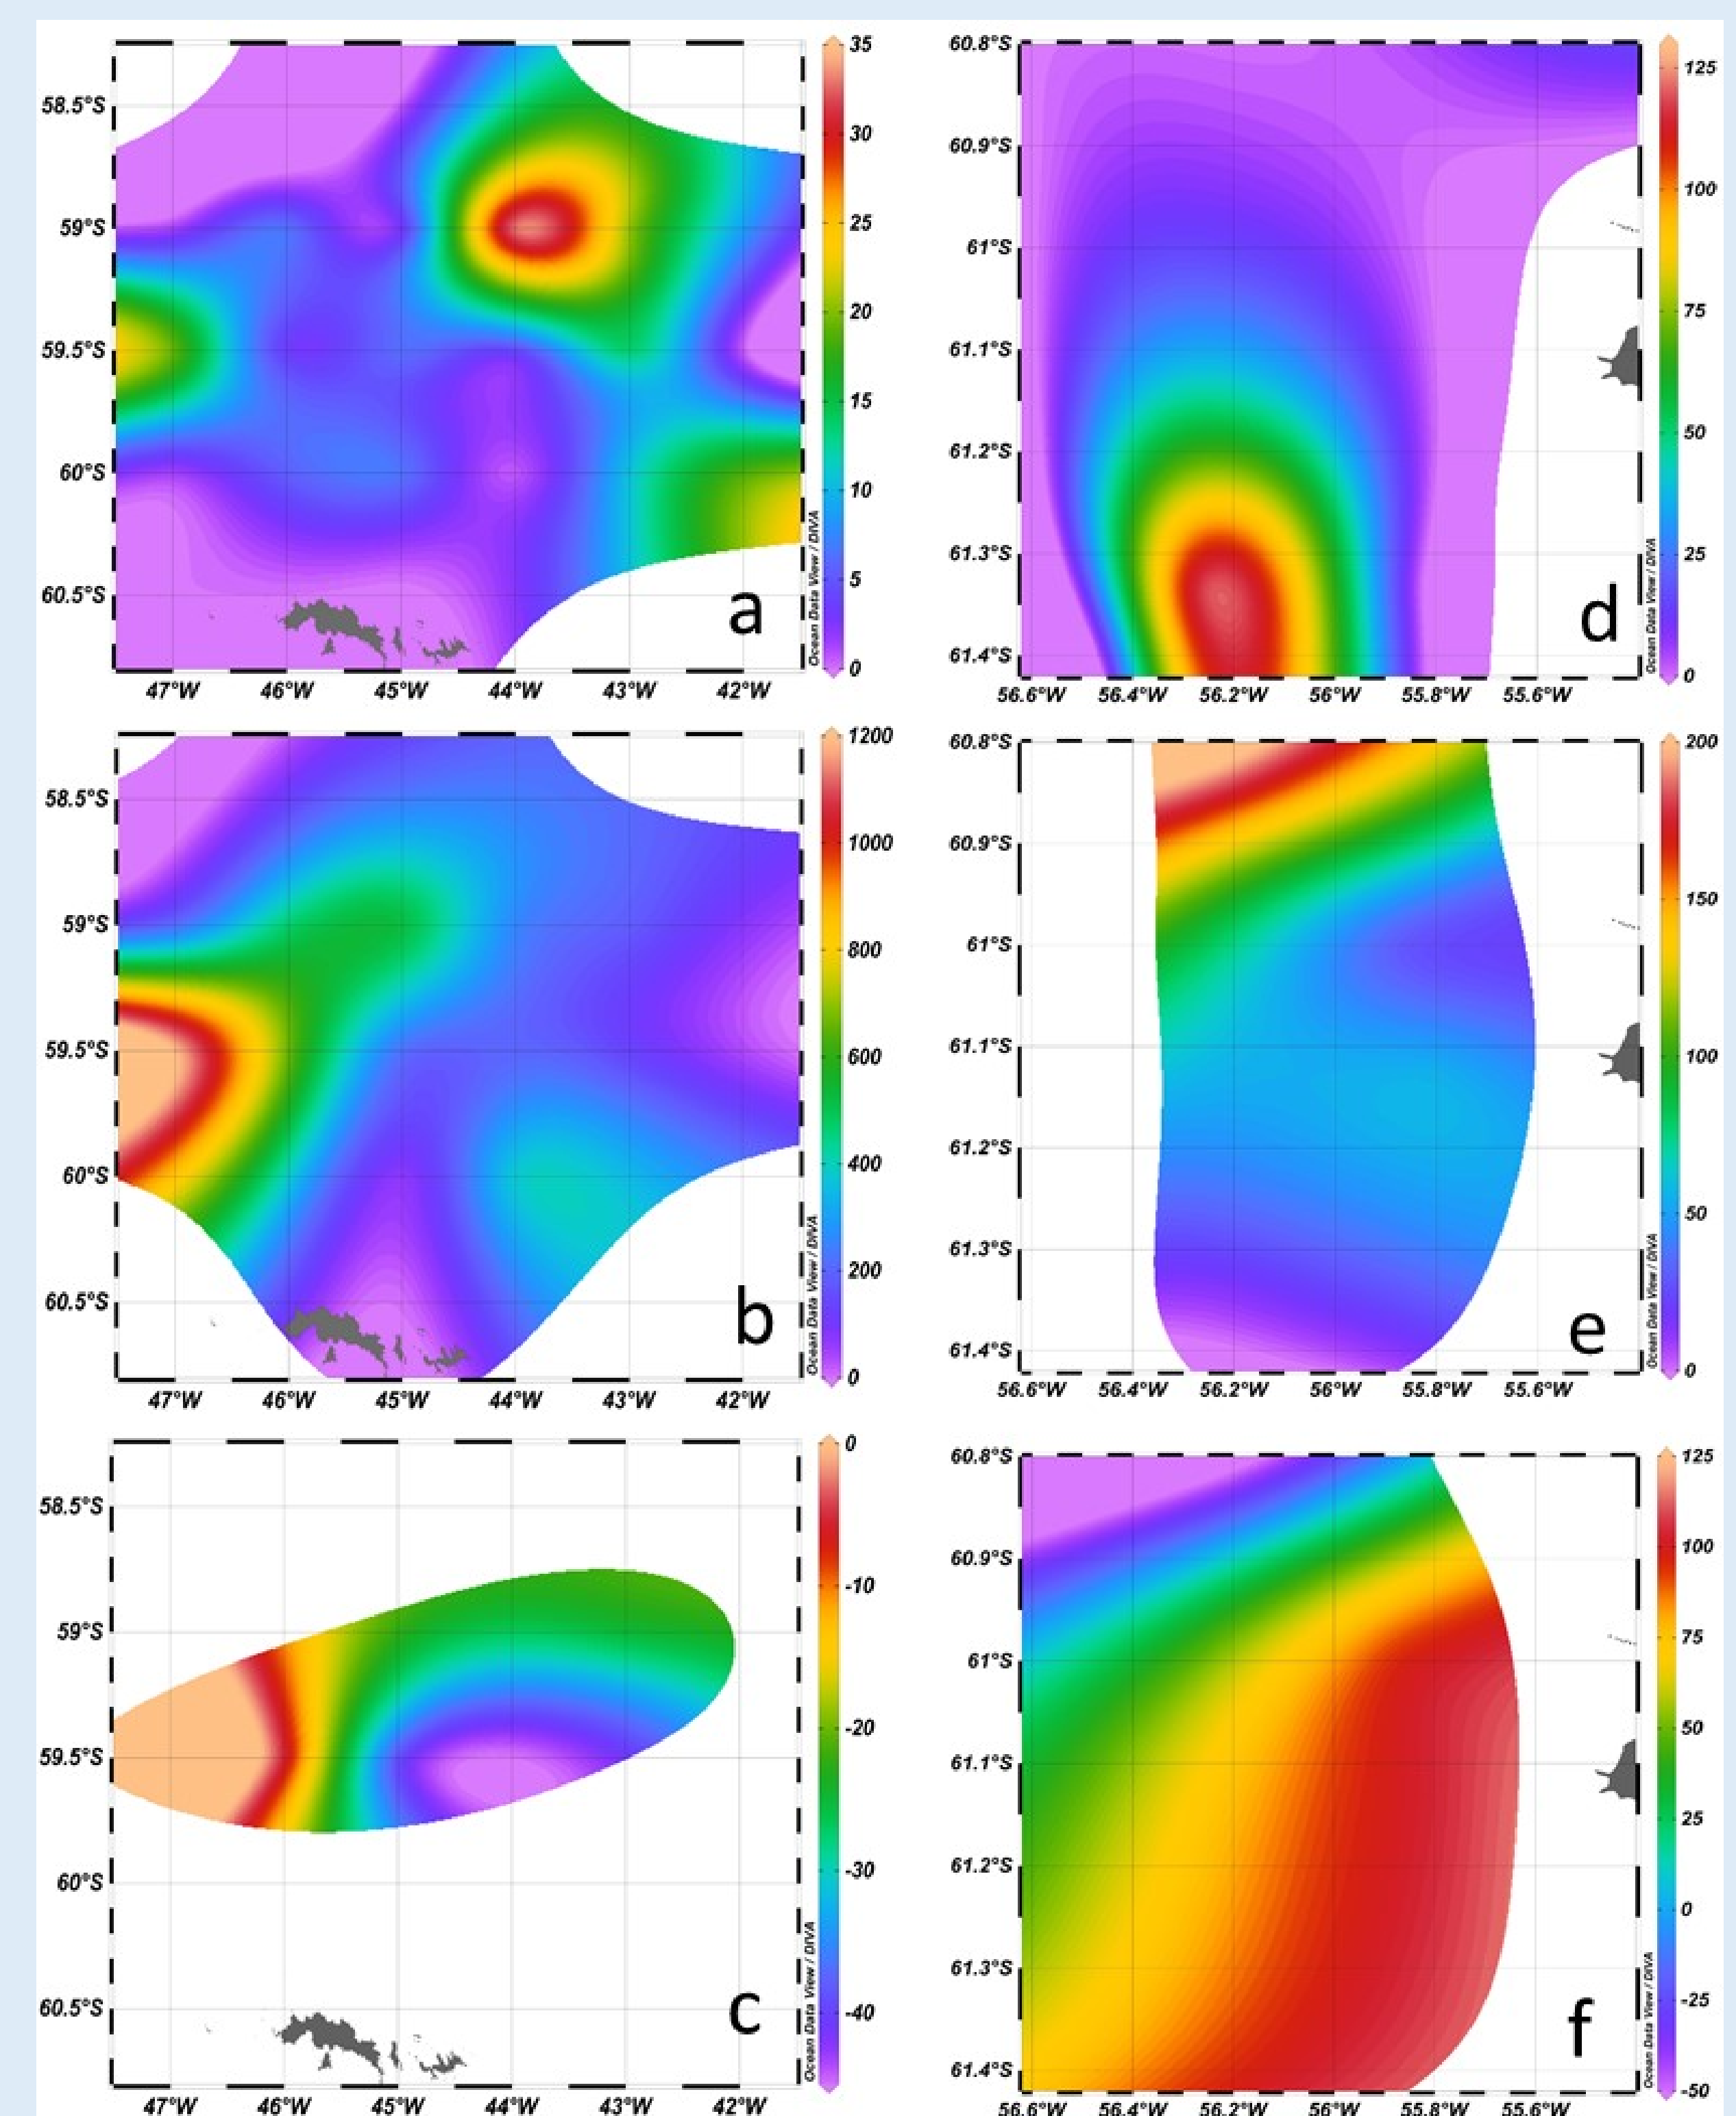 35
58.5°S
30
59°S
25
20
59.5°S
15
60°S
10
5
60.5°S
a
0
Ocean Data View / DIVA
47°W 46°W 45°W 44°W 43°W 42°W
60.8°S
125
60.9°S
100
61°S
75
61.1°S
50
61.2°S
25
61.3°S
d
61.4°S
0
Ocean Data View / DIVA
56.6°W 56.4°W 56.2°W 56°W 55.8°W 55.6°W
1200
58.5°S
1000
59°S
800
59.5°S
600
60°S
400
200
60.5°S
b
0
Ocean Data View / DIVA
47°W 46°W 45°W 44°W 43°W 42°W
60.8°S
200
60.9°S
150
61°S
61.1°S
100
61.2°S
50
61.3°S
e
61.4°S
0
Ocean Data View / DIVA
56.6°W 56.4°W 56.2°W 56°W 55.8°W 55.6°W
0
58.5°S
-10
59°S
-20
59.5°S
-30
60°S
-40
60.5°S
c
Ocean Data View / DIVA
47°W 46°W 45°W 44°W 43°W 42°W
60.8°S
125
100
60.9°S
75
61°S
50
61.1°S
25
61.2°S
0
61.3°S
-25
f
61.4°S
-50
Ocean Data View / DIVA
56.6°W 56.4°W 56.2°W 56°W 55.8°W 55.6°W